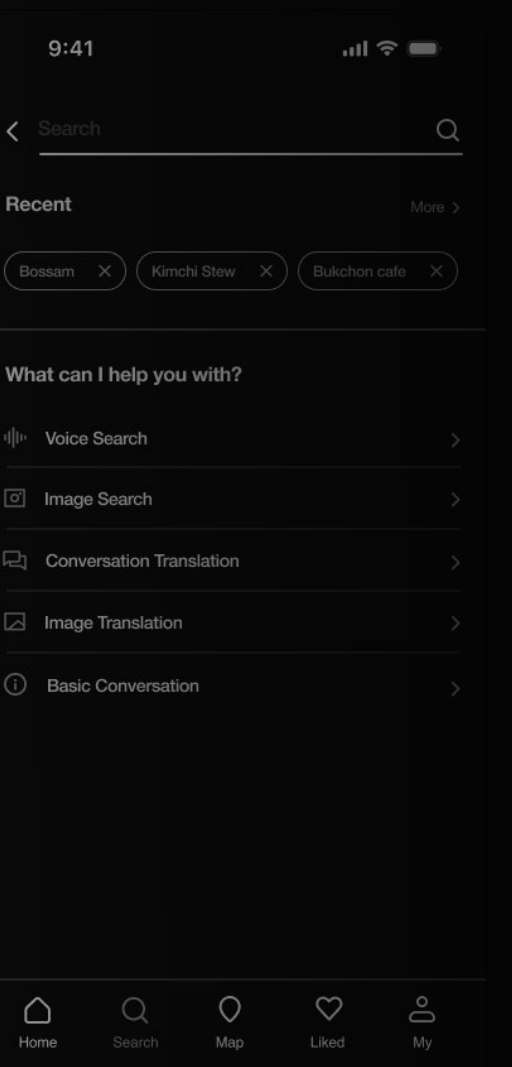 9:41
Search
Recent
More
Bossam
Kimchi Stew
Bukchon cafe
What can I help you with?
Voice Search
Image Search
Conversation Translation
Image Translation
Basic Conversation
Home
Search
Map
Liked
My